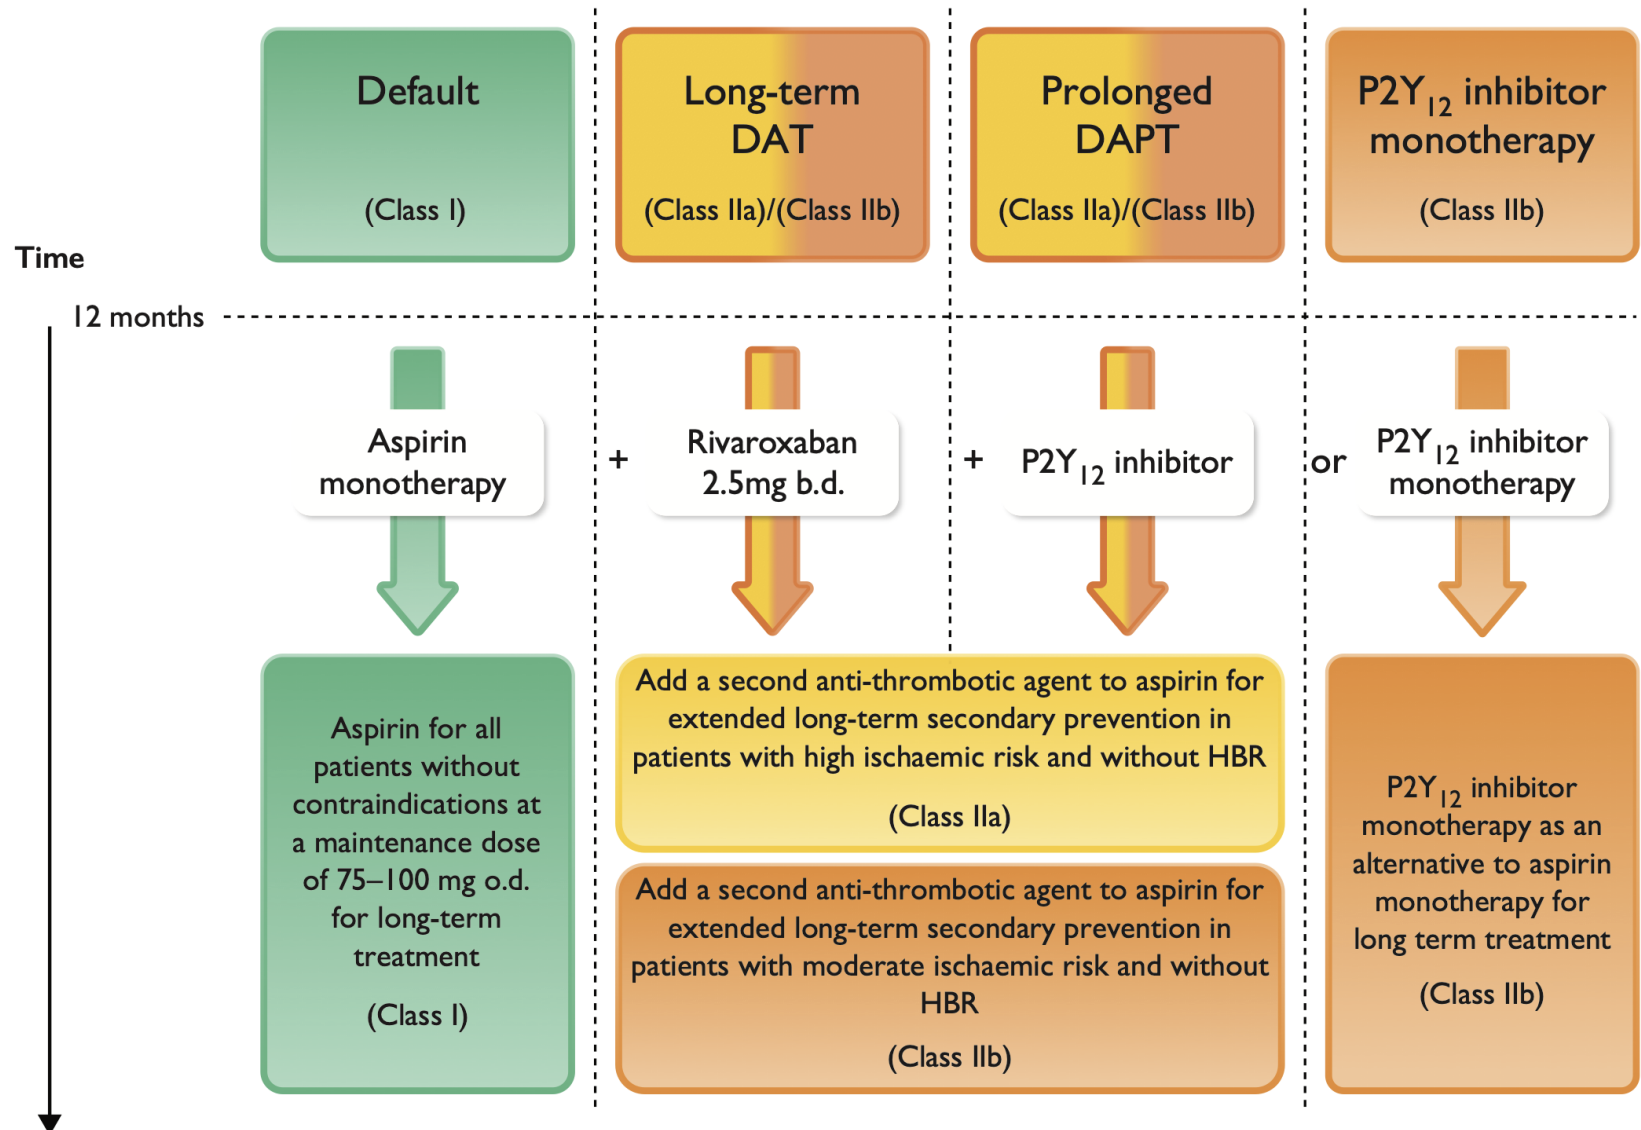 Default
(Class I)
Long-term
DAT
(Class IIa)/(Class IIb)
Prolonged
DAPT
(Class IIa)/(Class IIb)
P2Y12 inhibitor
monotherapy
(Class IIb)
Time
12 months
Aspirin
monotherapy
+
Rivaroxaban
2.5mg b.d.
+
P2Y12 inhibitor
or
P2Y12 inhibitor
monotherapy
Aspirin for all
patients without
contraindications at
a maintenance dose
of 75–100 mg o.d.
for long-term
treatment
(Class I)
Add a second anti-thrombotic agent to aspirin for
extended long-term secondary prevention in
patients with high ischaemic risk and without HBR
(Class IIa)
Add a second anti-thrombotic agent to aspirin for
extended long-term secondary prevention in
patients with moderate ischaemic risk and without
HBR
(Class IIb)
P2Y12 inhibitor
monotherapy as an
alternative to aspirin
monotherapy for
long term treatment
(Class IIb)